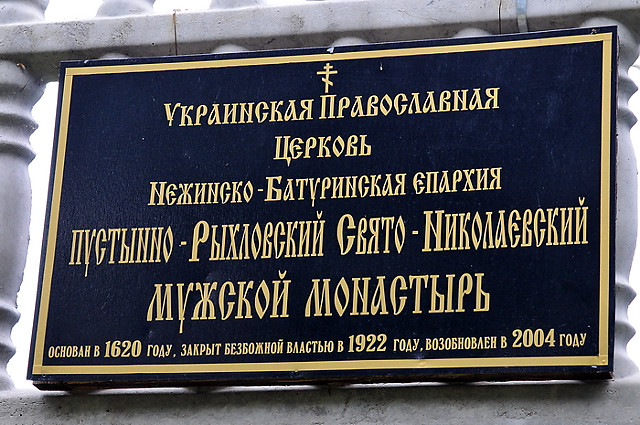 Украинская Православная
Церковь
Нежинско-Батуринская епархия
Пустынно-Рыхловский Свято-Николаевский
мужской монастырь
основан в 1620 году, закрыт безбожной властью в 1922 году, возобновлен в 2004 году